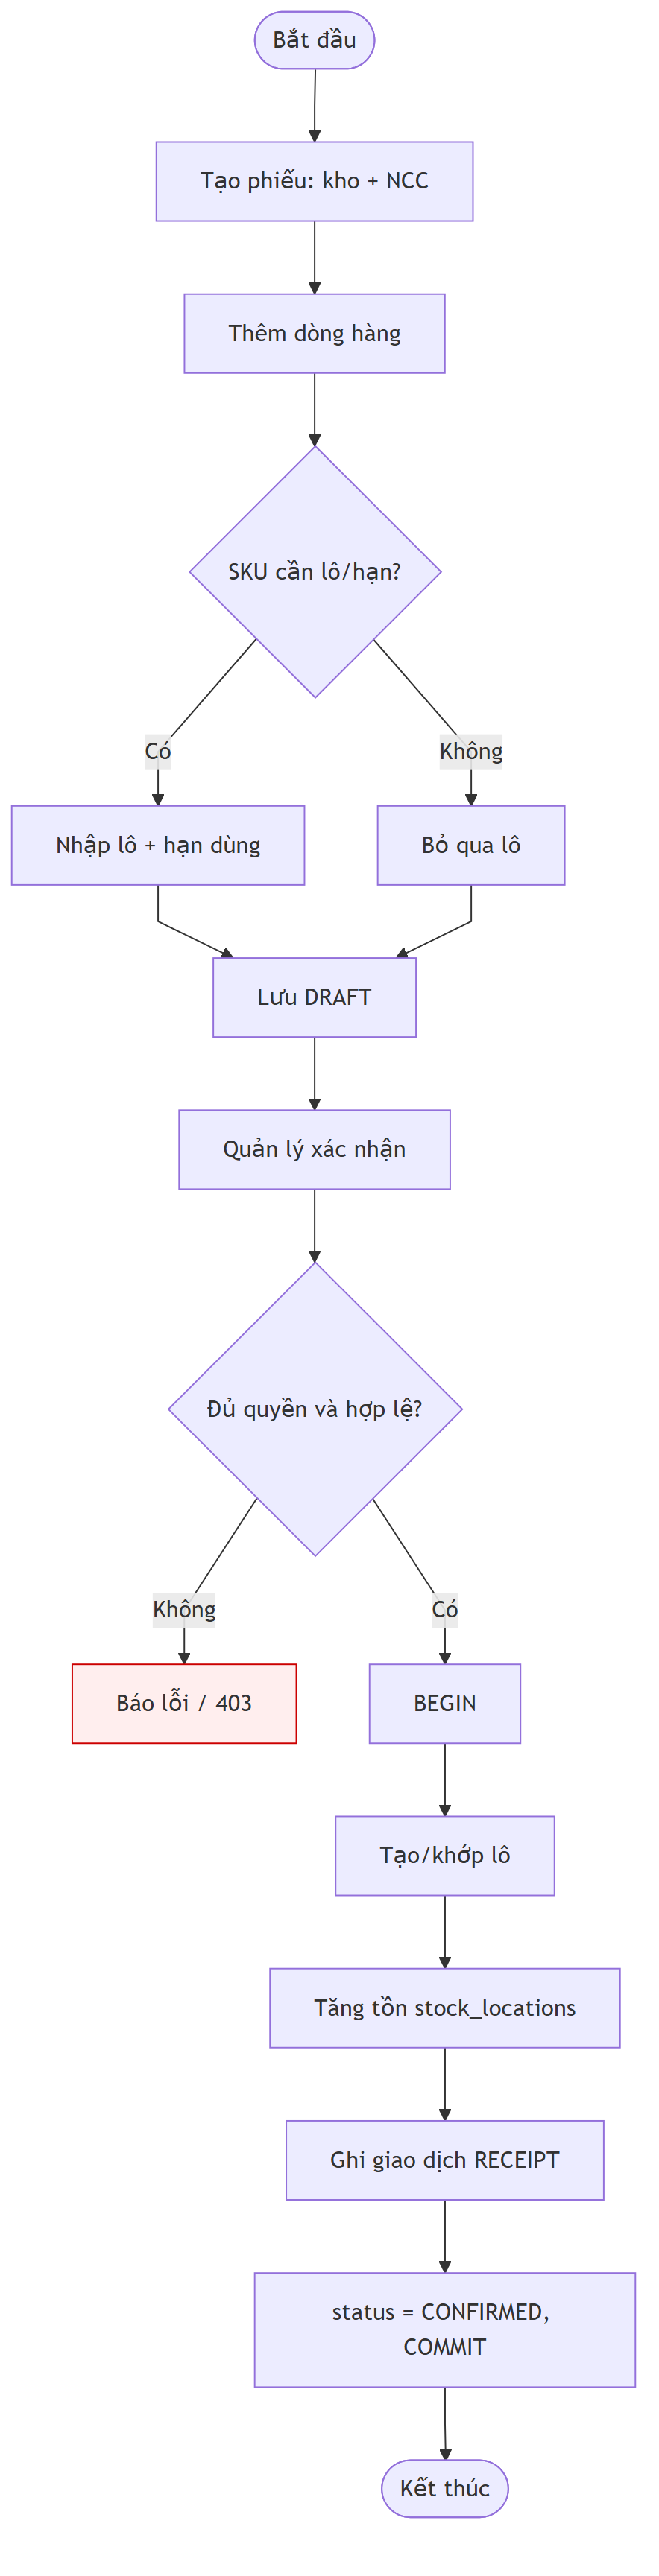 Bắt đầu
Tạo phiếu: kho + NCC
Thêm dòng hàng
SKU cần lô/hạn?
Có
Không
Nhập lô + hạn dùng
Bỏ qua lô
Lưu DRAFT
Quản lý xác nhận
Đủ quyền và hợp lệ?
Không
Có
Báo lỗi / 403
BEGIN
Tạo/khớp lô
Tăng tồn stock_locations
Ghi giao dịch RECEIPT
status = CONFIRMED,
COMMIT
Kết thúc